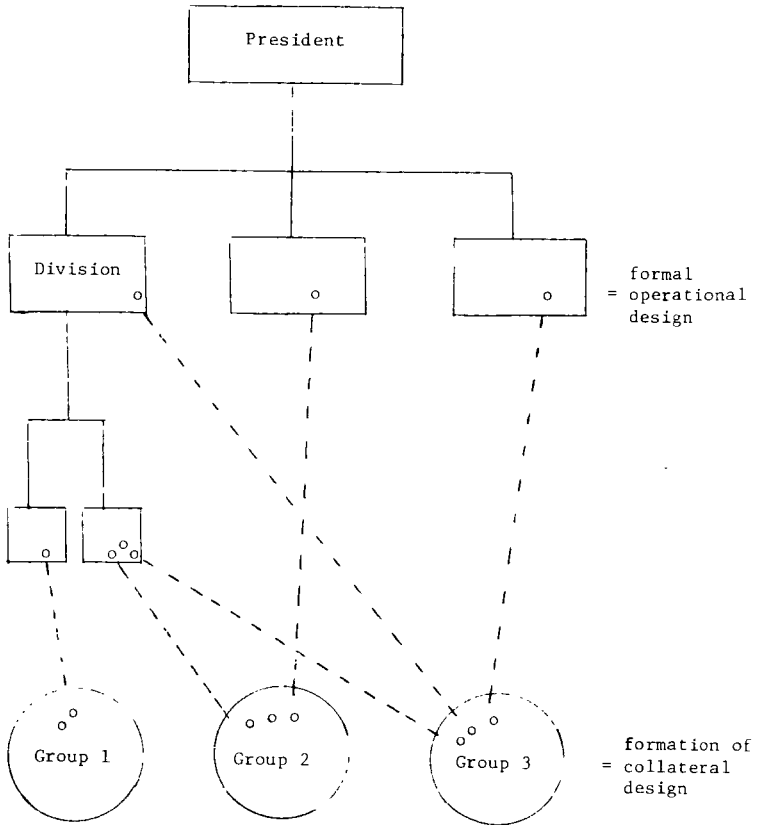 President
Division
formal
= operational
design
Group 1
Group 2
Group 3
formation of
= collateral
design